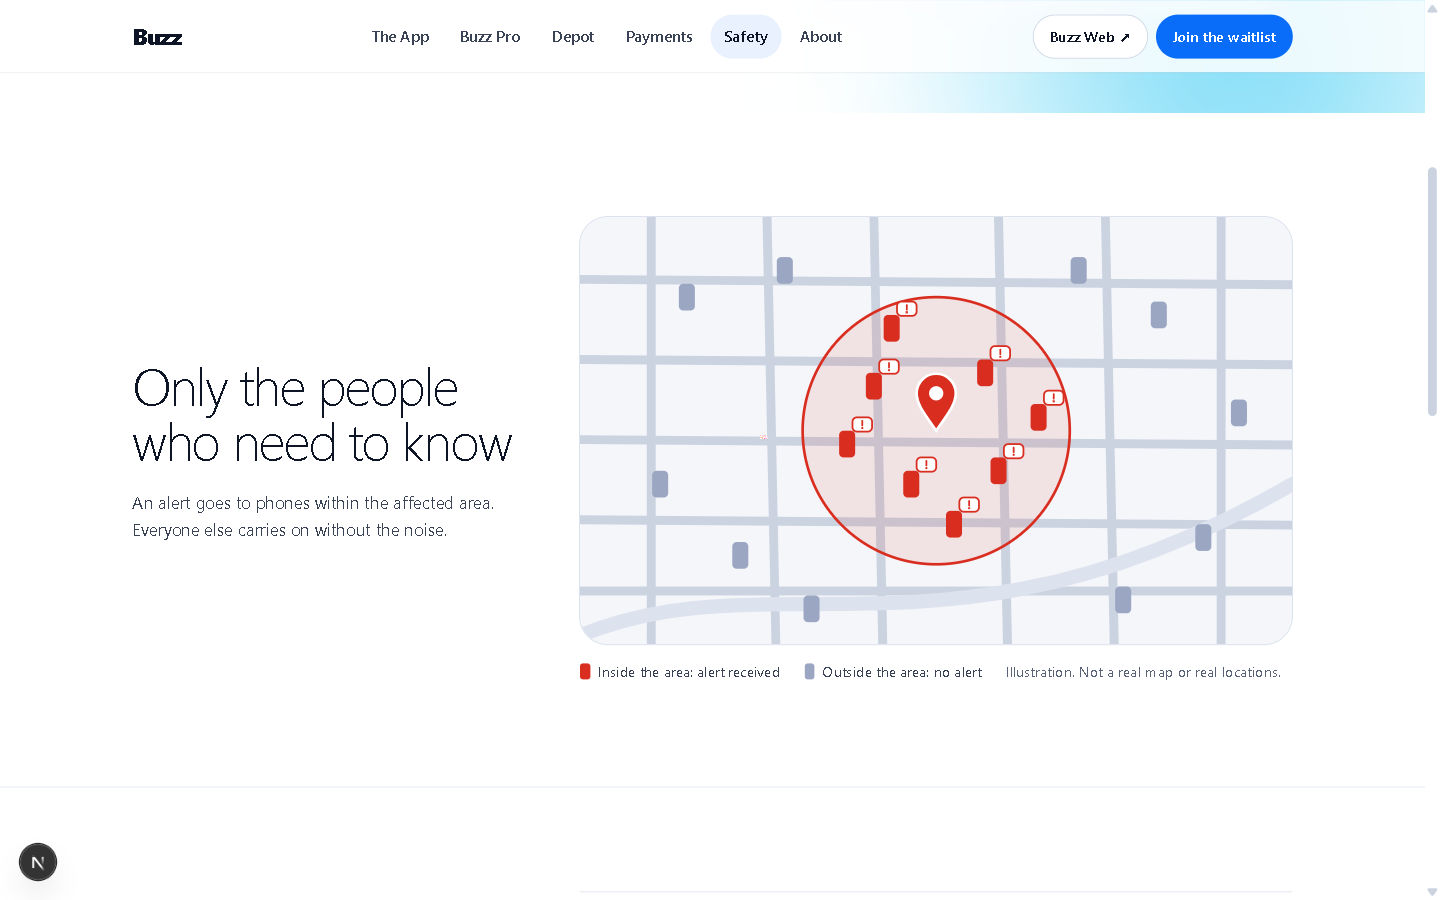 Buzz
The App
Buzz Pro
Depot
Payments
Safety
About
Buzz Web ↗
Join the waitlist
Only the people
who need to know
An alert goes to phones within the affected area.
Everyone else carries on without the noise.
!
!
!
!
!
!
!
!
!
Inside the area: alert received
Outside the area: no alert
Illustration. Not a real map or real locations.
N